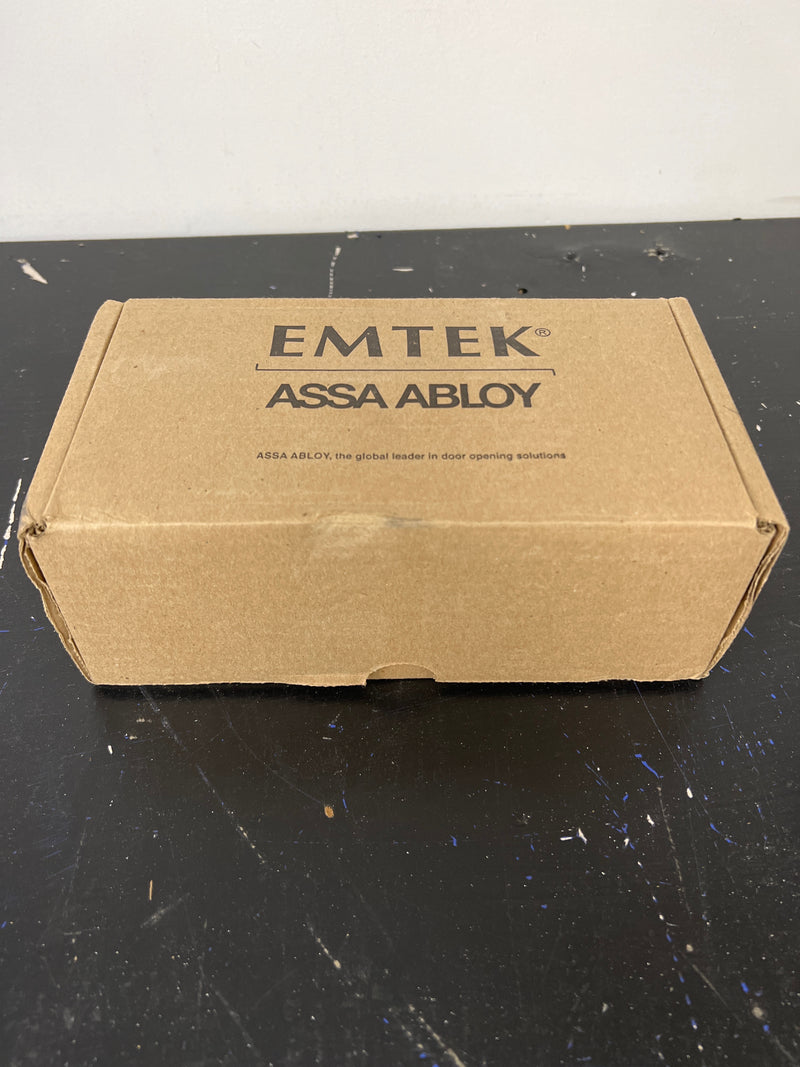 EMTEK®
ASSA ABLOY
ASSA ABLOY, the global leader in door opening solutions